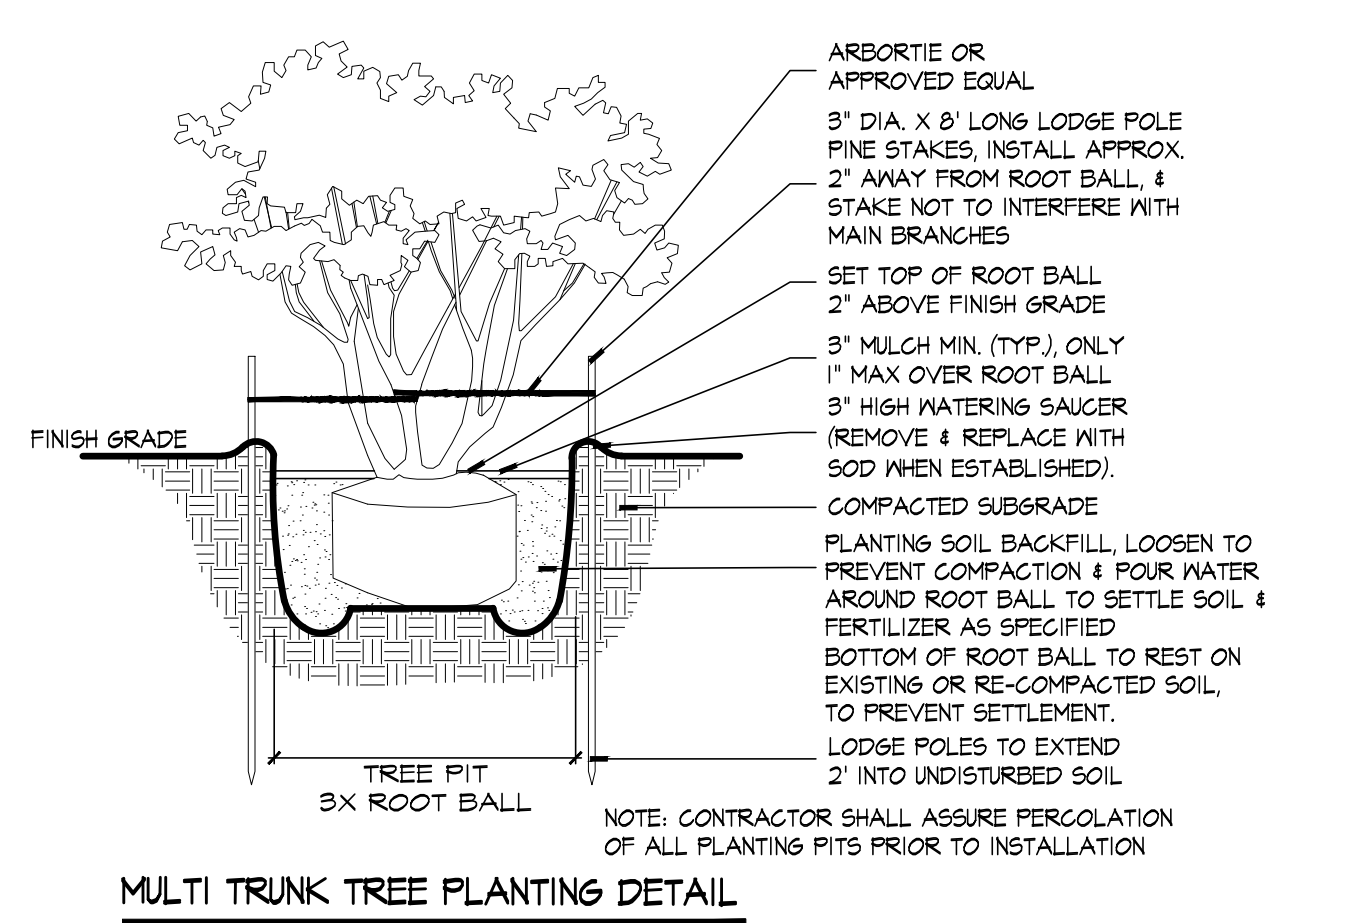 ARBORTIE OR
APPROVED EQUAL
3" DIA. X 8' LONG LODGE POLE
PINE STAKES, INSTALL APPROX.
2" AWAY FROM ROOT BALL, &
STAKE NOT TO INTERFERE WITH
MAIN BRANCHES
SET TOP OF ROOT BALL
2" ABOVE FINISH GRADE
3" MULCH MIN. (TYP.), ONLY
1" MAX OVER ROOT BALL
3" HIGH WATERING SAUCER
(REMOVE & REPLACE WITH
SOD WHEN ESTABLISHED).
FINISH GRADE
COMPACTED SUBGRADE
PLANTING SOIL BACKFILL, LOOSEN TO
PREVENT COMPACTION & POUR WATER
AROUND ROOT BALL TO SETTLE SOIL &
FERTILIZER AS SPECIFIED
BOTTOM OF ROOT BALL TO REST ON
EXISTING OR RE-COMPACTED SOIL,
TO PREVENT SETTLEMENT.
LODGE POLES TO EXTEND
2' INTO UNDISTURBED SOIL
TREE PIT
3X ROOT BALL
NOTE: CONTRACTOR SHALL ASSURE PERCOLATION
OF ALL PLANTING PITS PRIOR TO INSTALLATION
MULTI TRUNK TREE PLANTING DETAIL